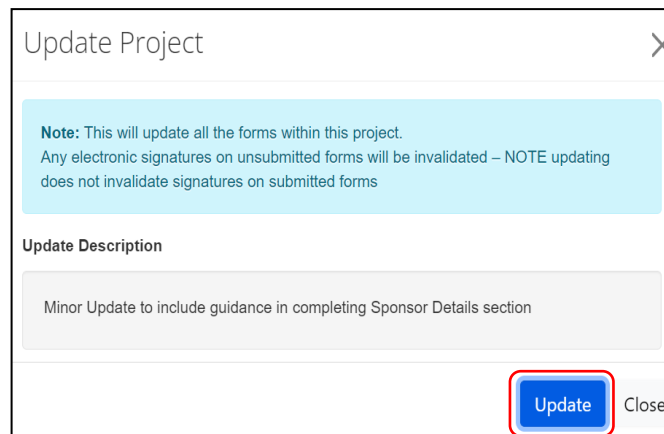 Update Project
Note: This will update all the forms within this project.
Any electronic signatures on unsubmitted forms will be invalidated – NOTE updating
does not invalidate signatures on submitted forms
Update Description
Minor Update to include guidance in completing Sponsor Details section
Update Close